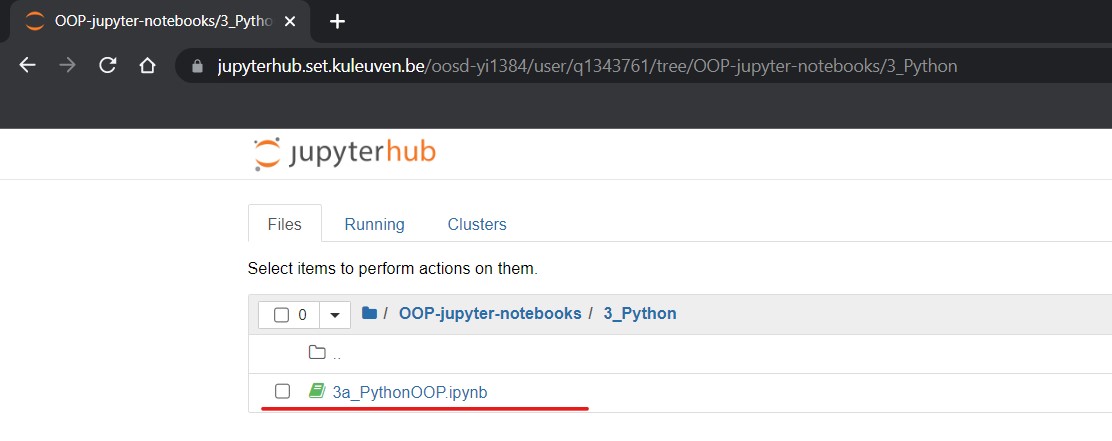 OOP-jupyter-notebooks/3_Pytho
jupyterhub.set.kuleuven.be/oosd-yi1384/user/q1343761/tree/OOP-jupyter-notebooks/3_Python
jupyterhub
Files Running Clusters
Select items to perform actions on them.
0 / OOP-jupyter-notebooks / 3_Python
..
3a_PythonOOP.ipynb